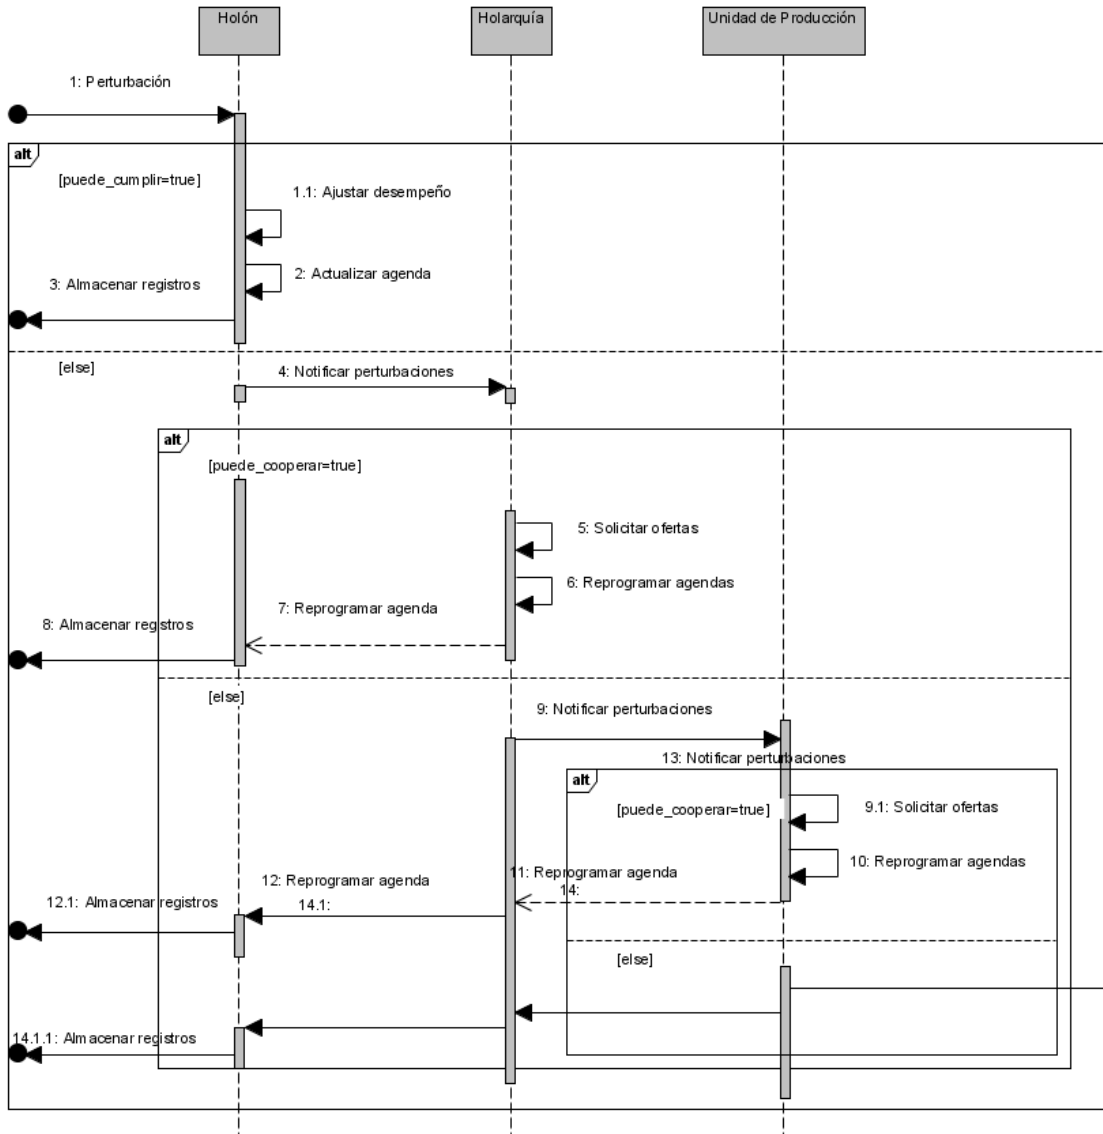 Holón
Holarquía
Unidad de Producción
1: Perturbación
alt
[puede_cumplir=true]
1.1: Ajustar desempeño
2: Actualizar agenda
3: Almacenar registros
[else]
4: Notificar perturbaciones
alt
[puede_cooperar=true]
5: Solicitar ofertas
6: Reprogramar agendas
7: Reprogramar agenda
8: Almacenar registros
[else]
9: Notificar perturbaciones
13: Notificar perturbaciones
alt
[puede_cooperar=true]
9.1: Solicitar ofertas
10: Reprogramar agendas
11: Reprogramar agenda
12: Reprogramar agenda
14:
12.1: Almacenar registros
14.1:
[else]
14.1.1: Almacenar registros